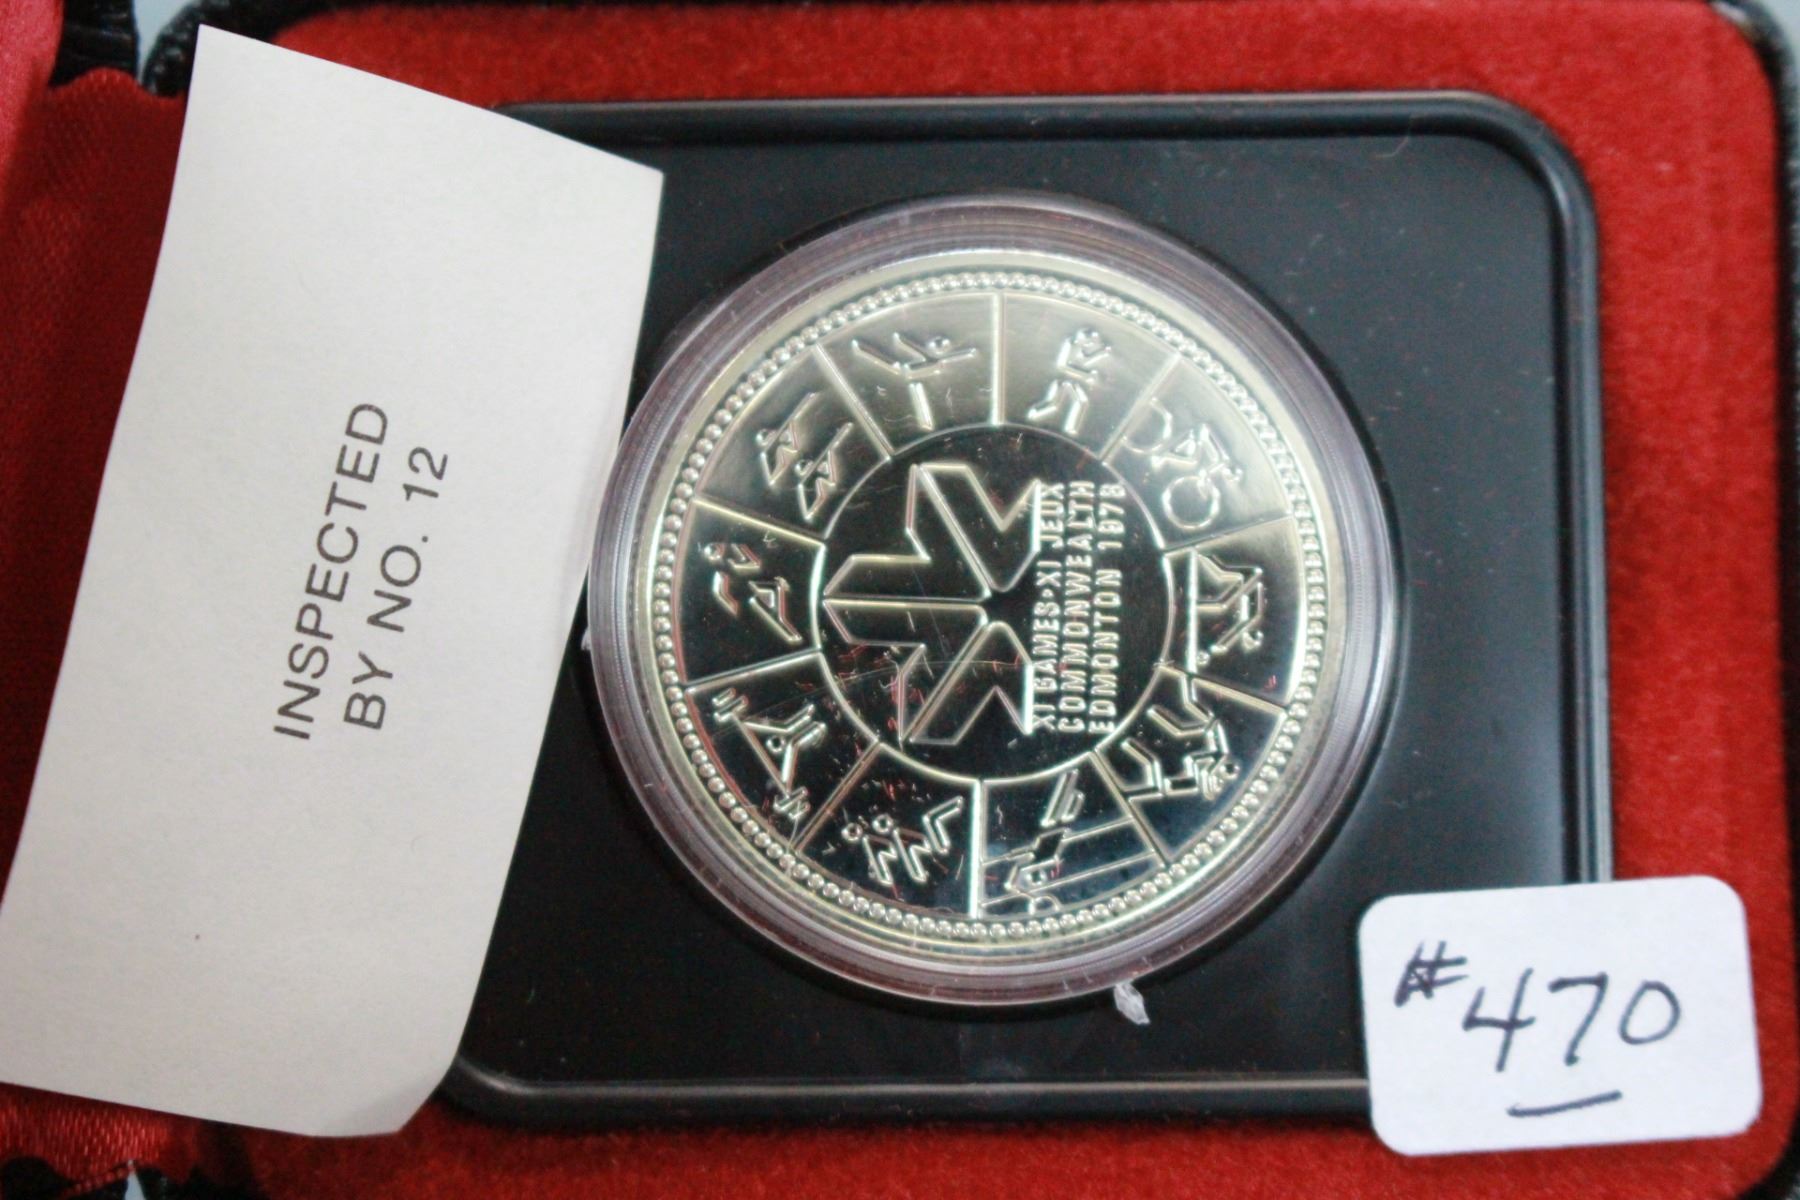 INSPECTED
BY NO. 12
XI GAMES•XI JEUX
COMMONWEALTH
EDMONTON 1978
#470